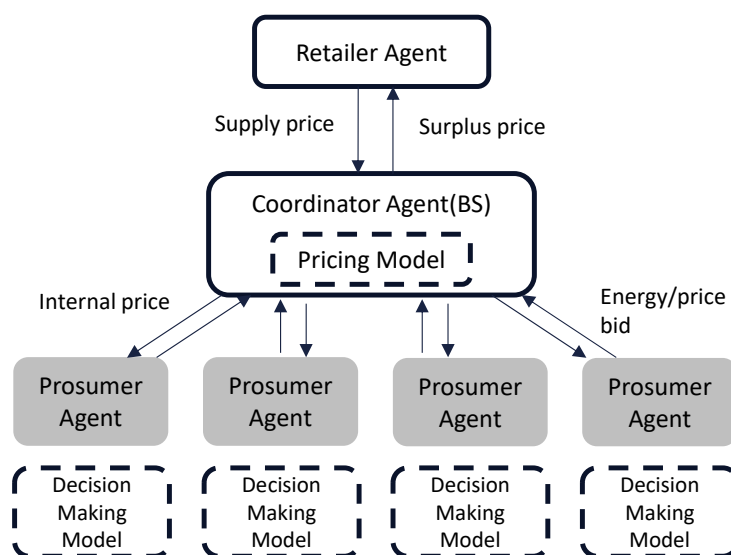 Retailer Agent
Supply price
Surplus price
Coordinator Agent(BS)
Pricing Model
Internal price
Energy/price
bid
Prosumer
Agent
Prosumer
Agent
Prosumer
Agent
Prosumer
Agent
Decision
Making
Model
Decision
Making
Model
Decision
Making
Model
Decision
Making
Model